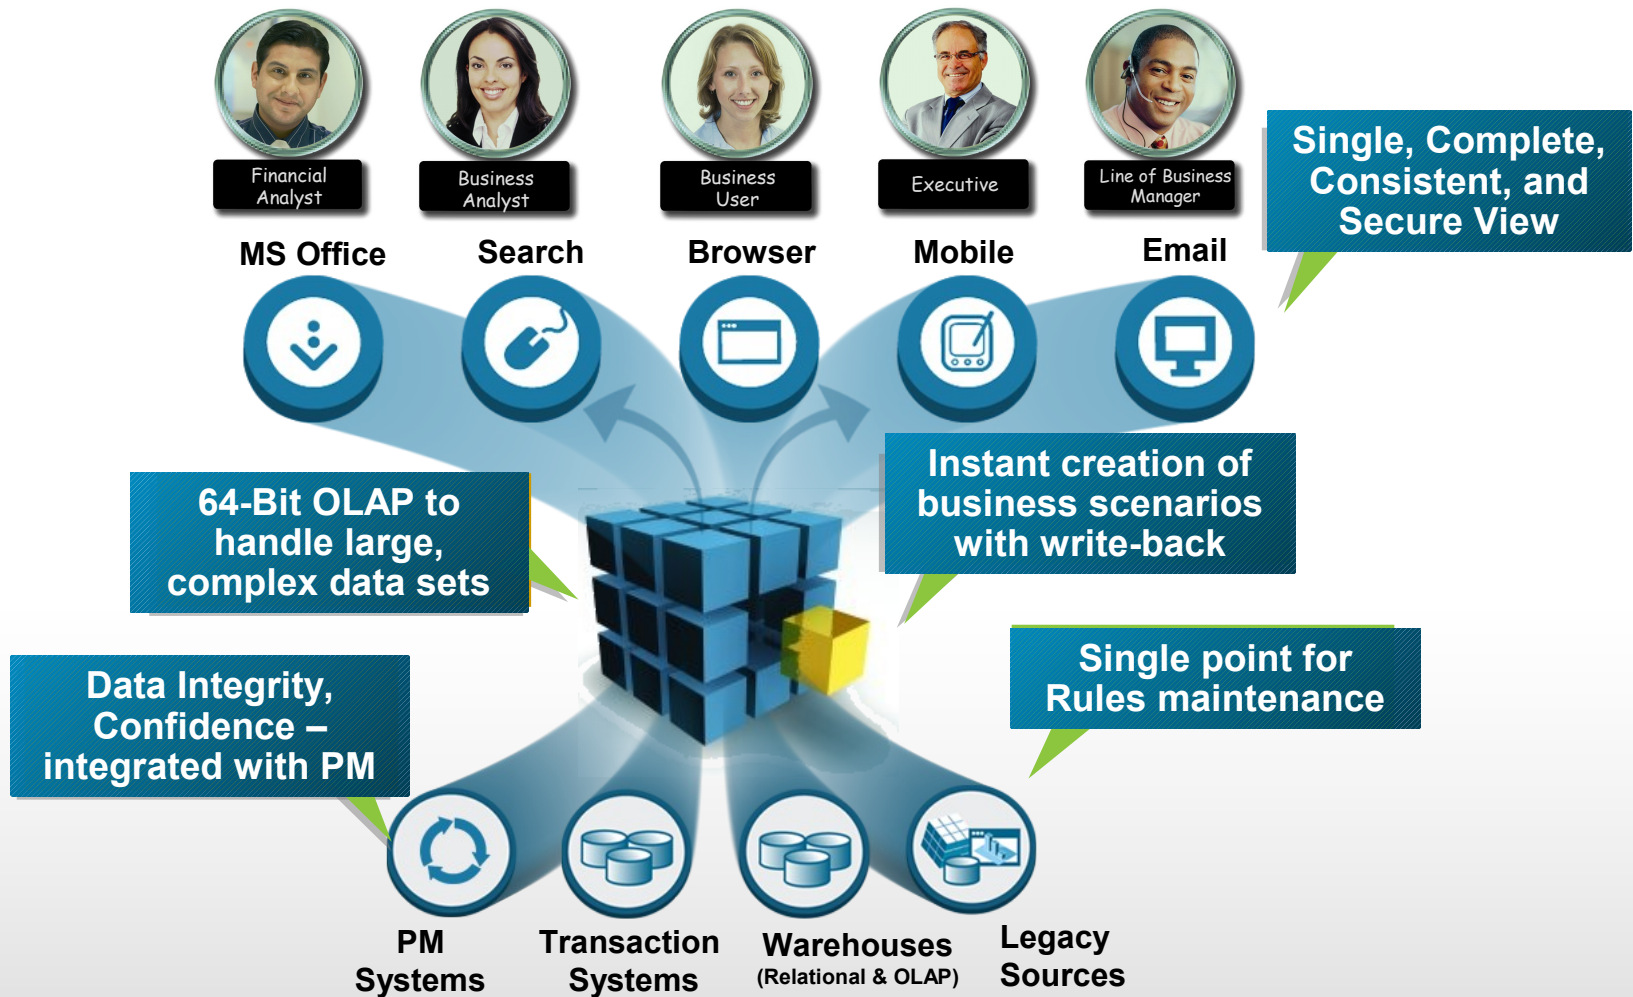 Financial
Analyst
Business
Analyst
Business
User
Executive
Line of Business
Manager
MS Office
Search
Browser
Mobile
Email
Single, Complete,
Consistent, and
Secure View
64-Bit OLAP to
handle large,
complex data sets
Instant creation of
business scenarios
with write-back
Data Integrity,
Confidence –
integrated with PM
Single point for
Rules maintenance
PM
Systems
Transaction
Systems
Warehouses
(Relational & OLAP)
Legacy
Sources